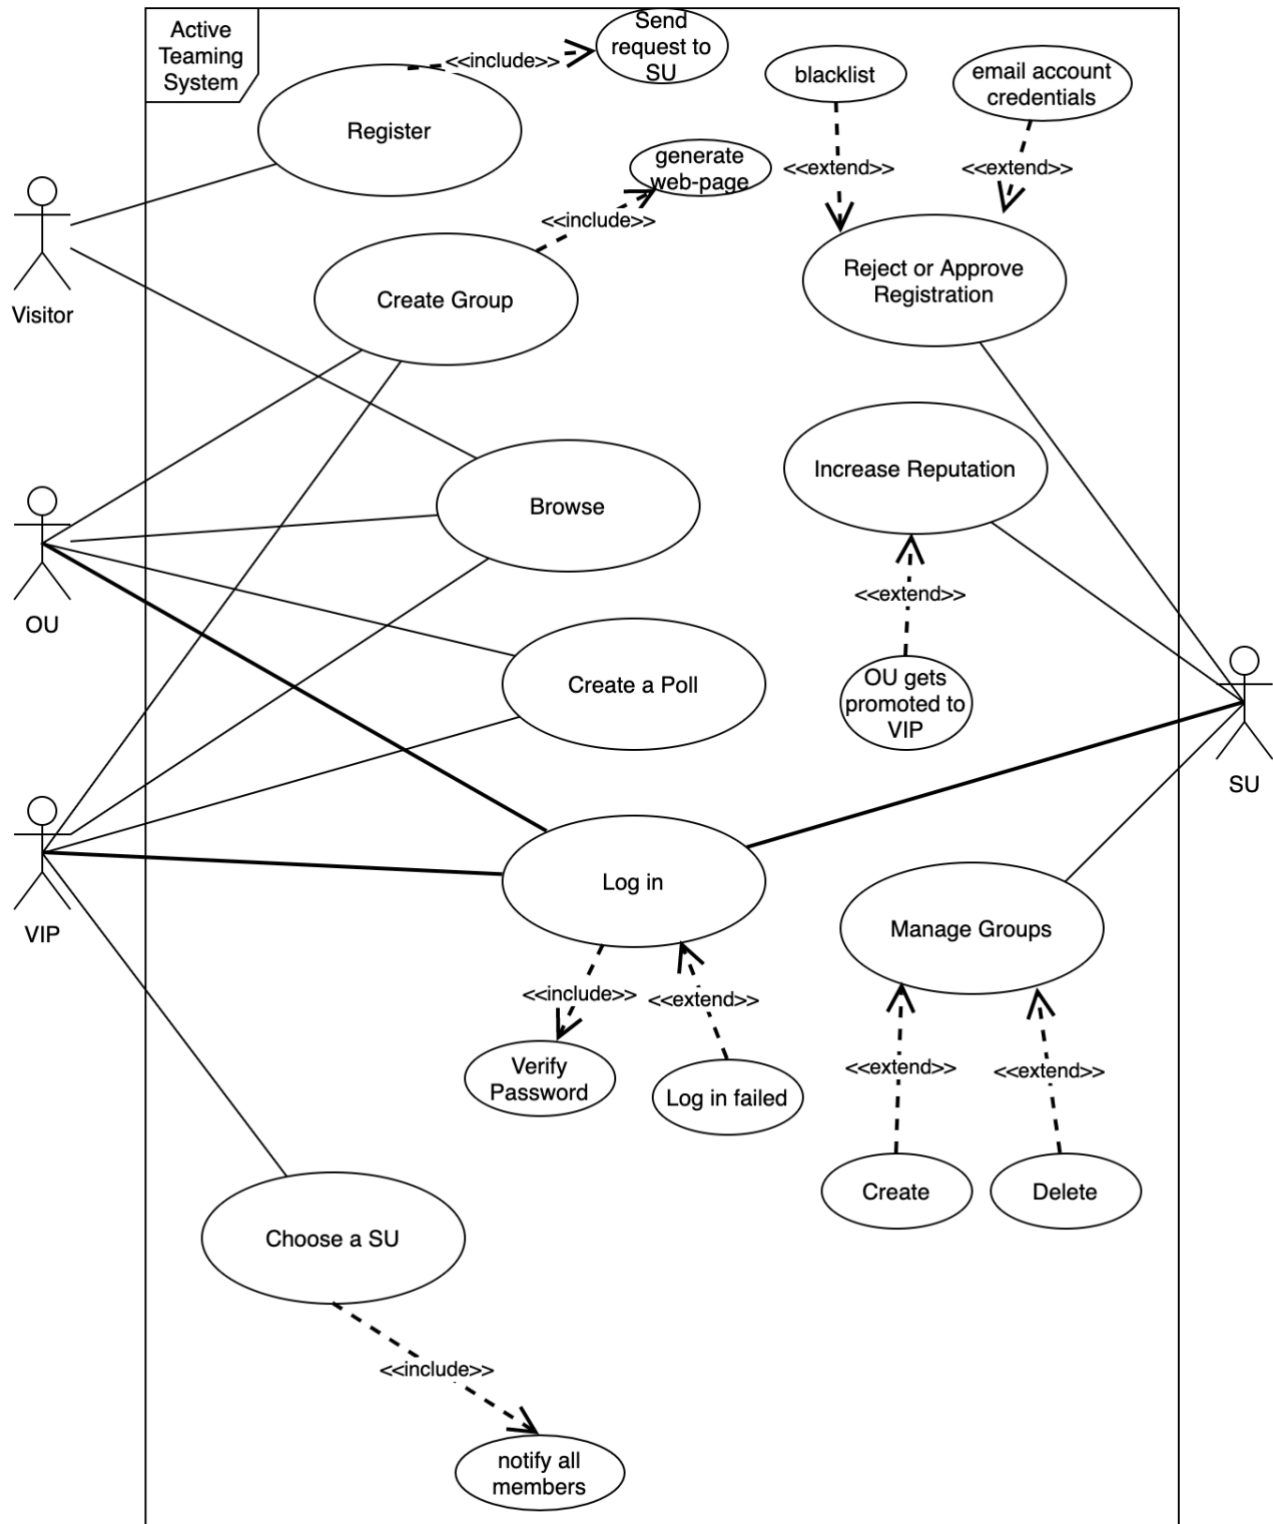 Active
Teaming
System
Send
request to
SU
<<include>>
blacklist
email account
credentials
Register
generate
web-page
<<extend>>
<<extend>>
<<include>>
Visitor
Create Group
Reject or Approve
Registration
Increase Reputation
Browse
<<extend>>
OU
Create a Poll
OU gets
promoted to
VIP
SU
Log in
VIP
Manage Groups
<<include>>
<<extend>>
Verify
Password
Log in failed
<<extend>>
<<extend>>
Create
Delete
Choose a SU
<<include>>
notify all
members